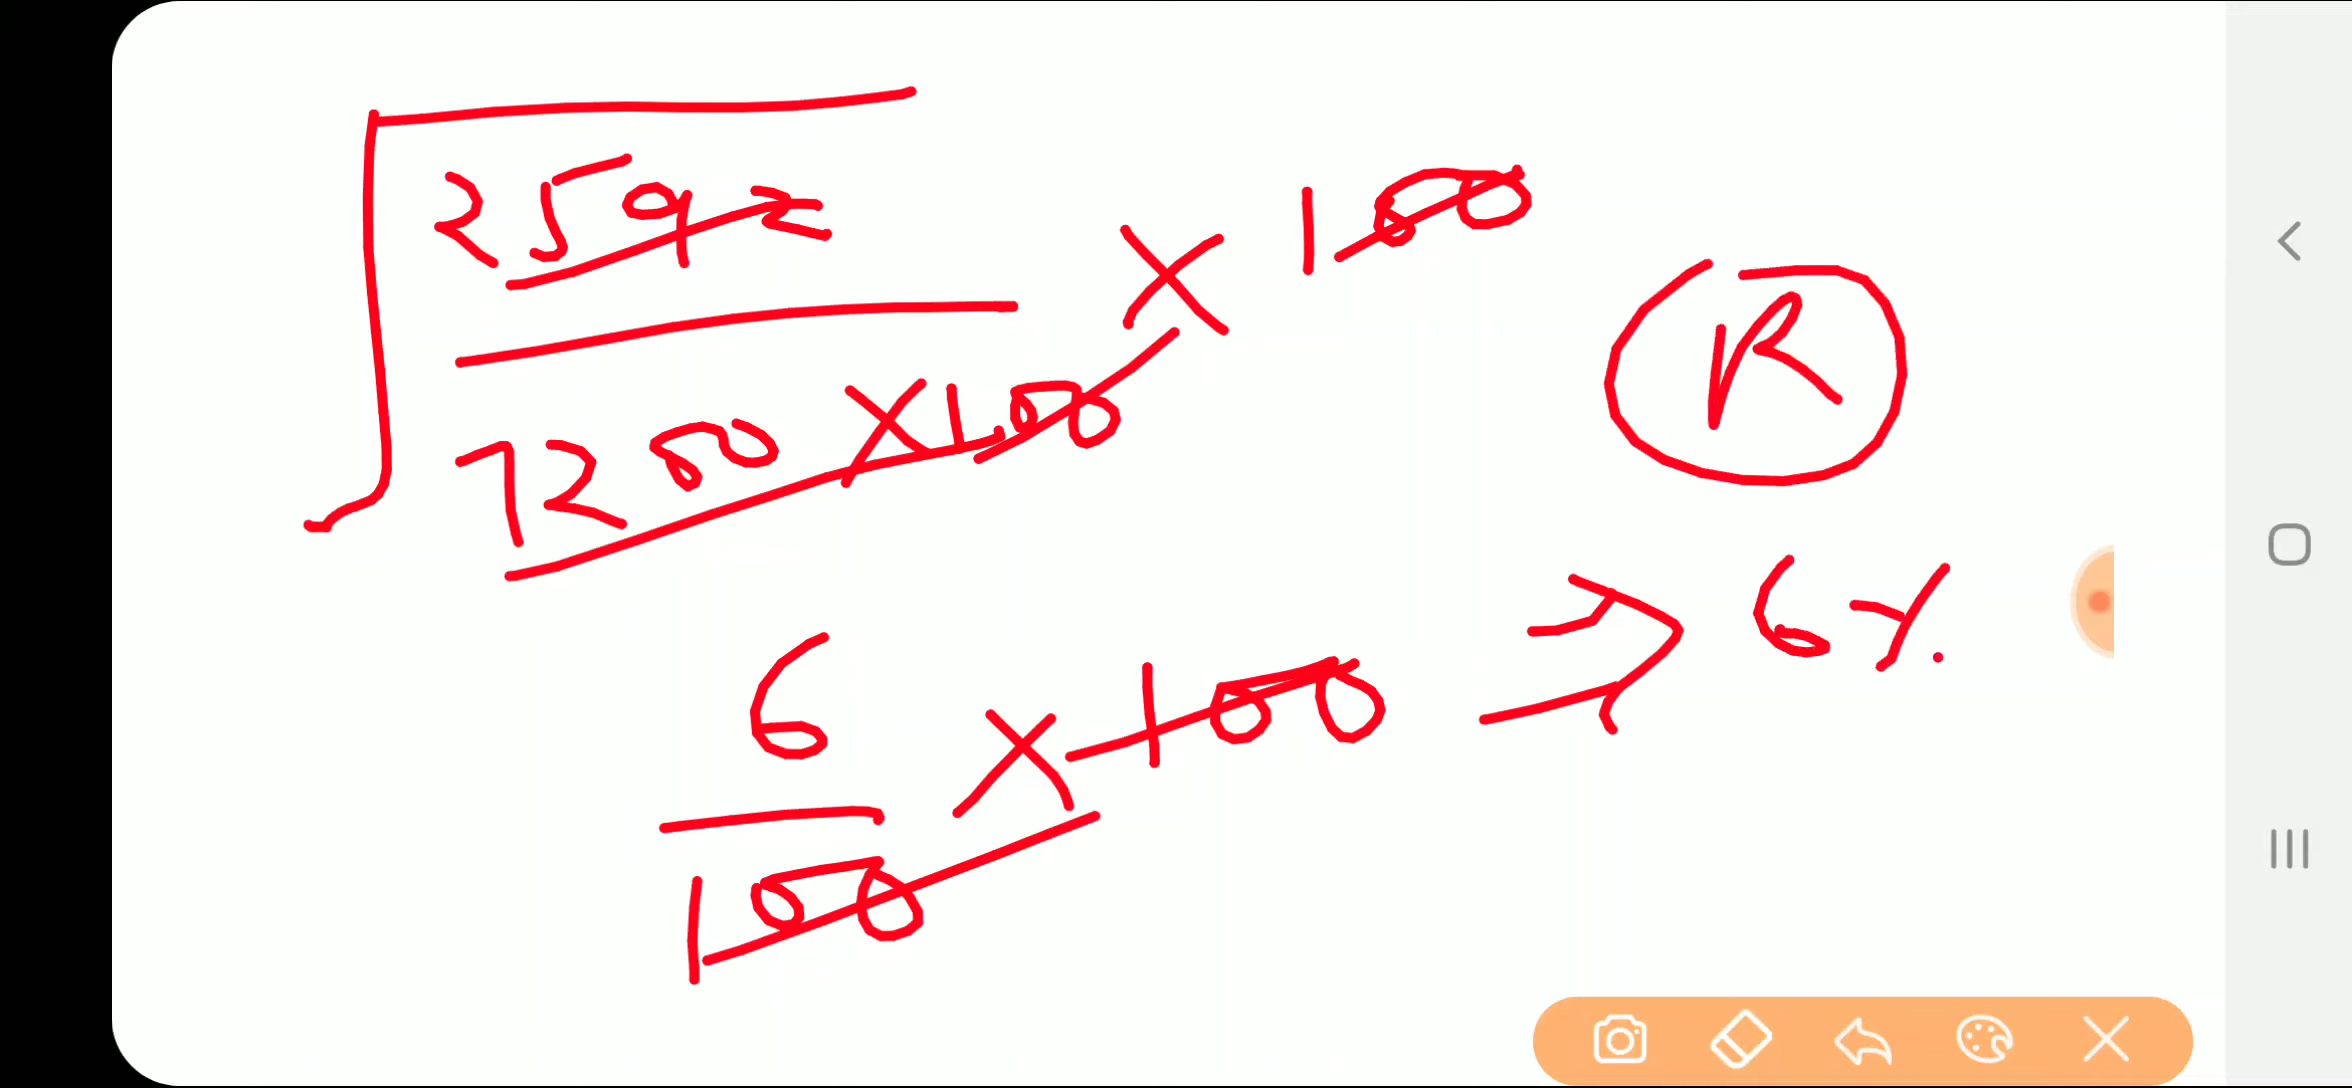 √2592 × 100
7200 × 100
R
6 × 100 → 6%
100